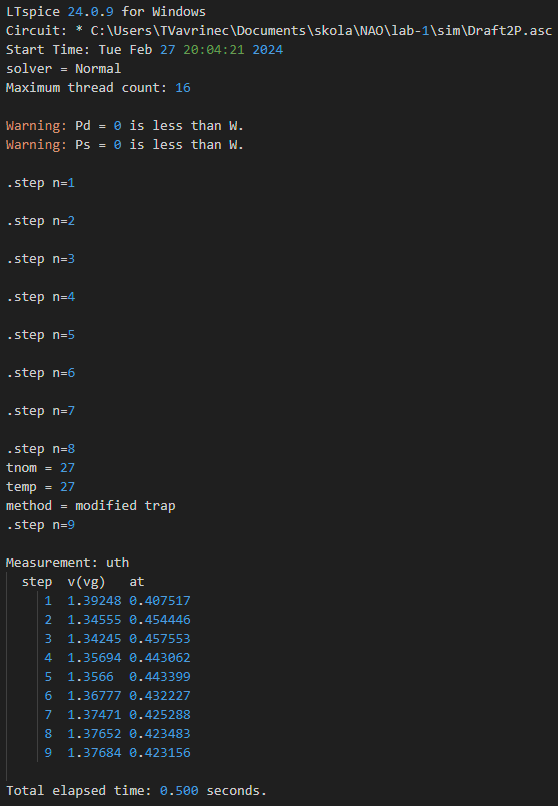 LTspice 24.0.9 for Windows
Circuit: * C:\Users\TVavrinec\Documents\skola\NAO\lab-1\sim\Draft2P.asc
Start Time: Tue Feb 27 20:04:21 2024
solver = Normal
Maximum thread count: 16
Warning: Pd = 0 is less than W.
Warning: Ps = 0 is less than W.
.step n=1
.step n=2
.step n=3
.step n=4
.step n=5
.step n=6
.step n=7
.step n=8
tnom = 27
temp = 27
method = modified trap
.step n=9
Measurement: uth
step v(vg) at
1 1.39248 0.407517
2 1.34555 0.454446
3 1.34245 0.457553
4 1.35694 0.443062
5 1.3566 0.443399
6 1.36777 0.432227
7 1.37471 0.425288
8 1.37652 0.423483
9 1.37684 0.423156
Total elapsed time: 0.500 seconds.